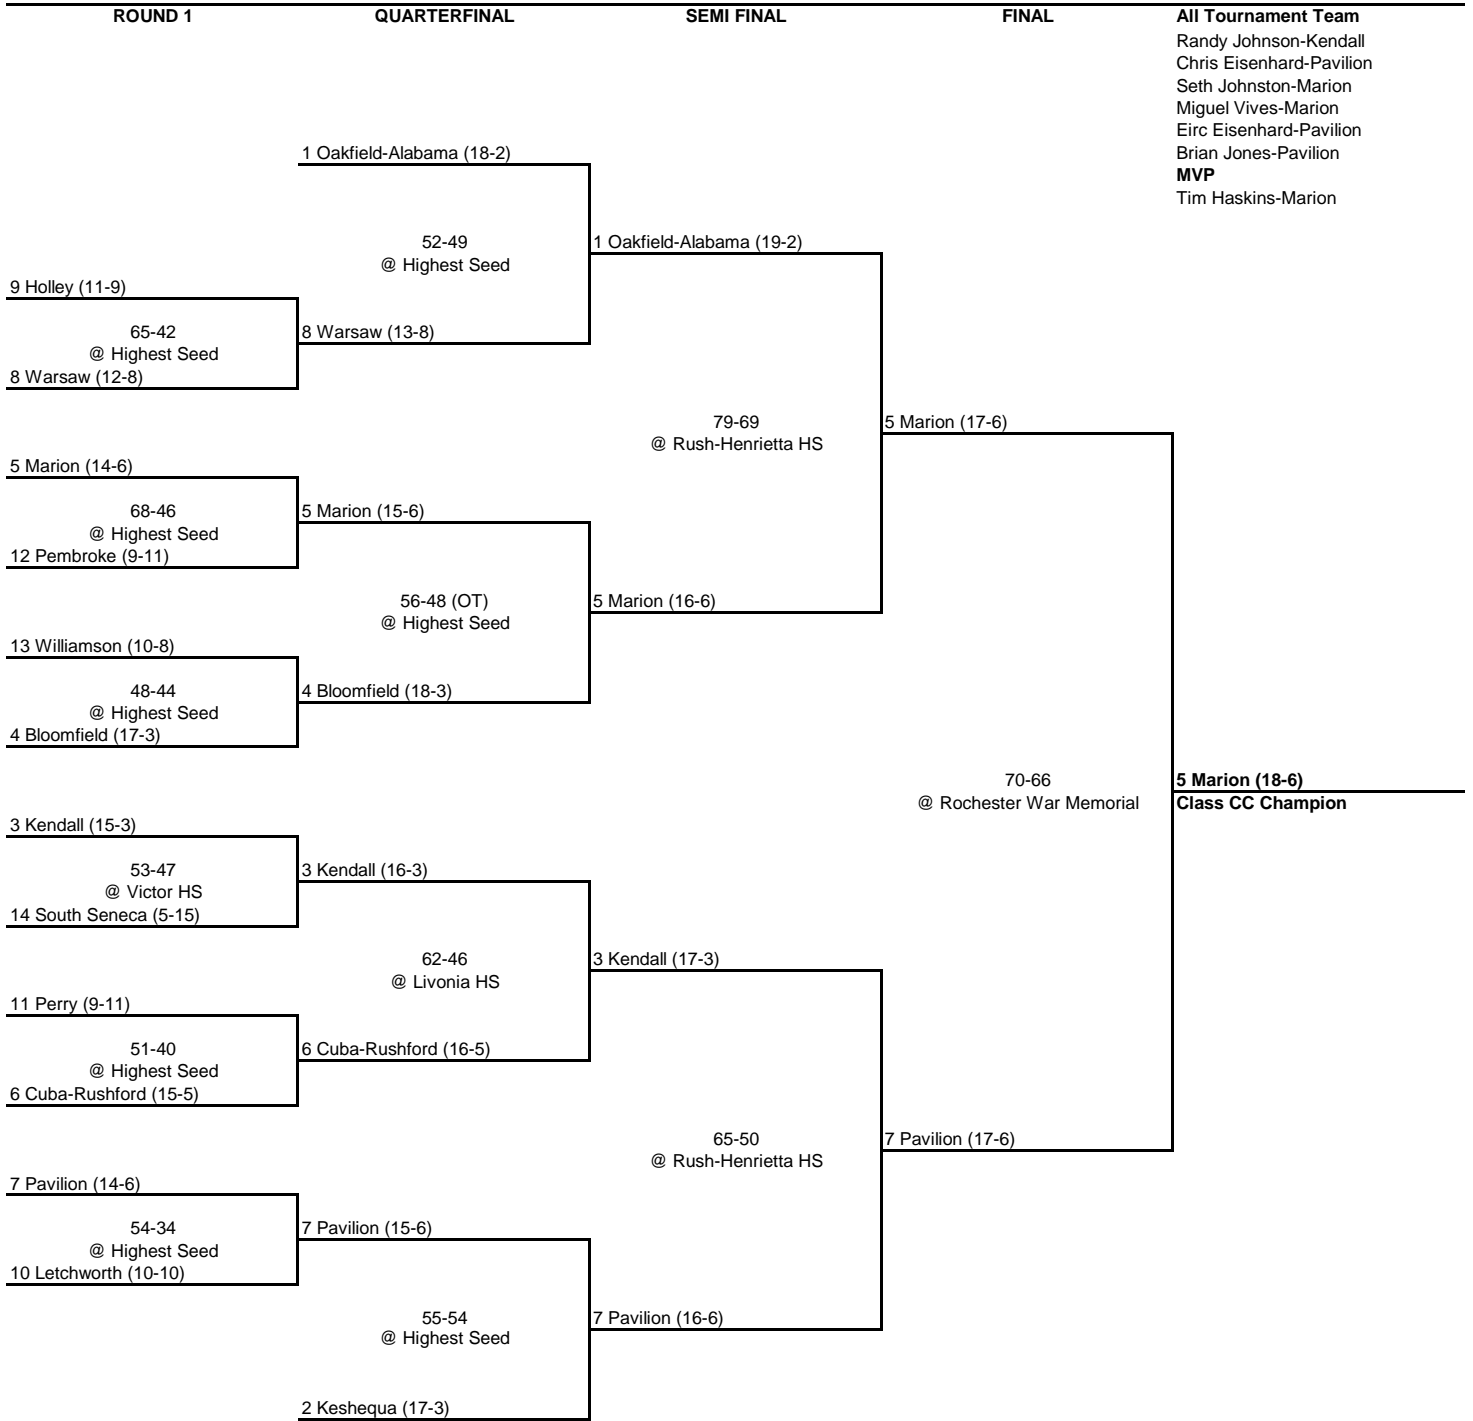 ROUND 1 QUARTERFINAL SEMI FINAL FINAL All Tournament Team
Randy Johnson-Kendall
Chris Eisenhard-Pavilion
Seth Johnston-Marion
Miguel Vives-Marion
Eirc Eisenhard-Pavilion
Brian Jones-Pavilion
MVP
Tim Haskins-Marion
1 Oakfield-Alabama (18-2)
52-49
@ Highest Seed
1 Oakfield-Alabama (19-2)
9 Holley (11-9)
65-42
@ Highest Seed
8 Warsaw (13-8)
8 Warsaw (12-8)
79-69
@ Rush-Henrietta HS
5 Marion (17-6)
5 Marion (14-6)
68-46
@ Highest Seed
5 Marion (15-6)
12 Pembroke (9-11)
56-48 (OT)
@ Highest Seed
5 Marion (16-6)
13 Williamson (10-8)
48-44
@ Highest Seed
4 Bloomfield (18-3)
4 Bloomfield (17-3)
70-66
@ Rochester War Memorial
5 Marion (18-6)
Class CC Champion
3 Kendall (15-3)
53-47
@ Victor HS
3 Kendall (16-3)
14 South Seneca (5-15)
62-46
@ Livonia HS
3 Kendall (17-3)
11 Perry (9-11)
51-40
@ Highest Seed
6 Cuba-Rushford (16-5)
6 Cuba-Rushford (15-5)
65-50
@ Rush-Henrietta HS
7 Pavilion (17-6)
7 Pavilion (14-6)
54-34
@ Highest Seed
7 Pavilion (15-6)
10 Letchworth (10-10)
55-54
@ Highest Seed
7 Pavilion (16-6)
2 Keshequa (17-3)